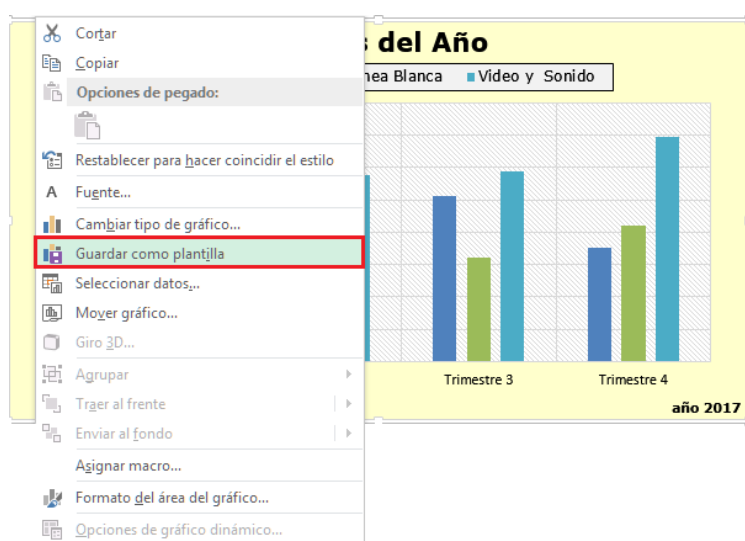 Cortar
Copiar
Opciones de pegado:
Restablecer para hacer coincidir el estilo
A Fuente...
Cambiar tipo de gráfico...
Guardar como plantilla
Seleccionar datos...
Mover gráfico...
Giro 3D...
Agrupar
Traer al frente
Enviar al fondo
Asignar macro...
Formato del área del gráfico...
Opciones de gráfico dinámico...
del Año
Blanca Video y Sonido
Trimestre 3 Trimestre 4
año 2017